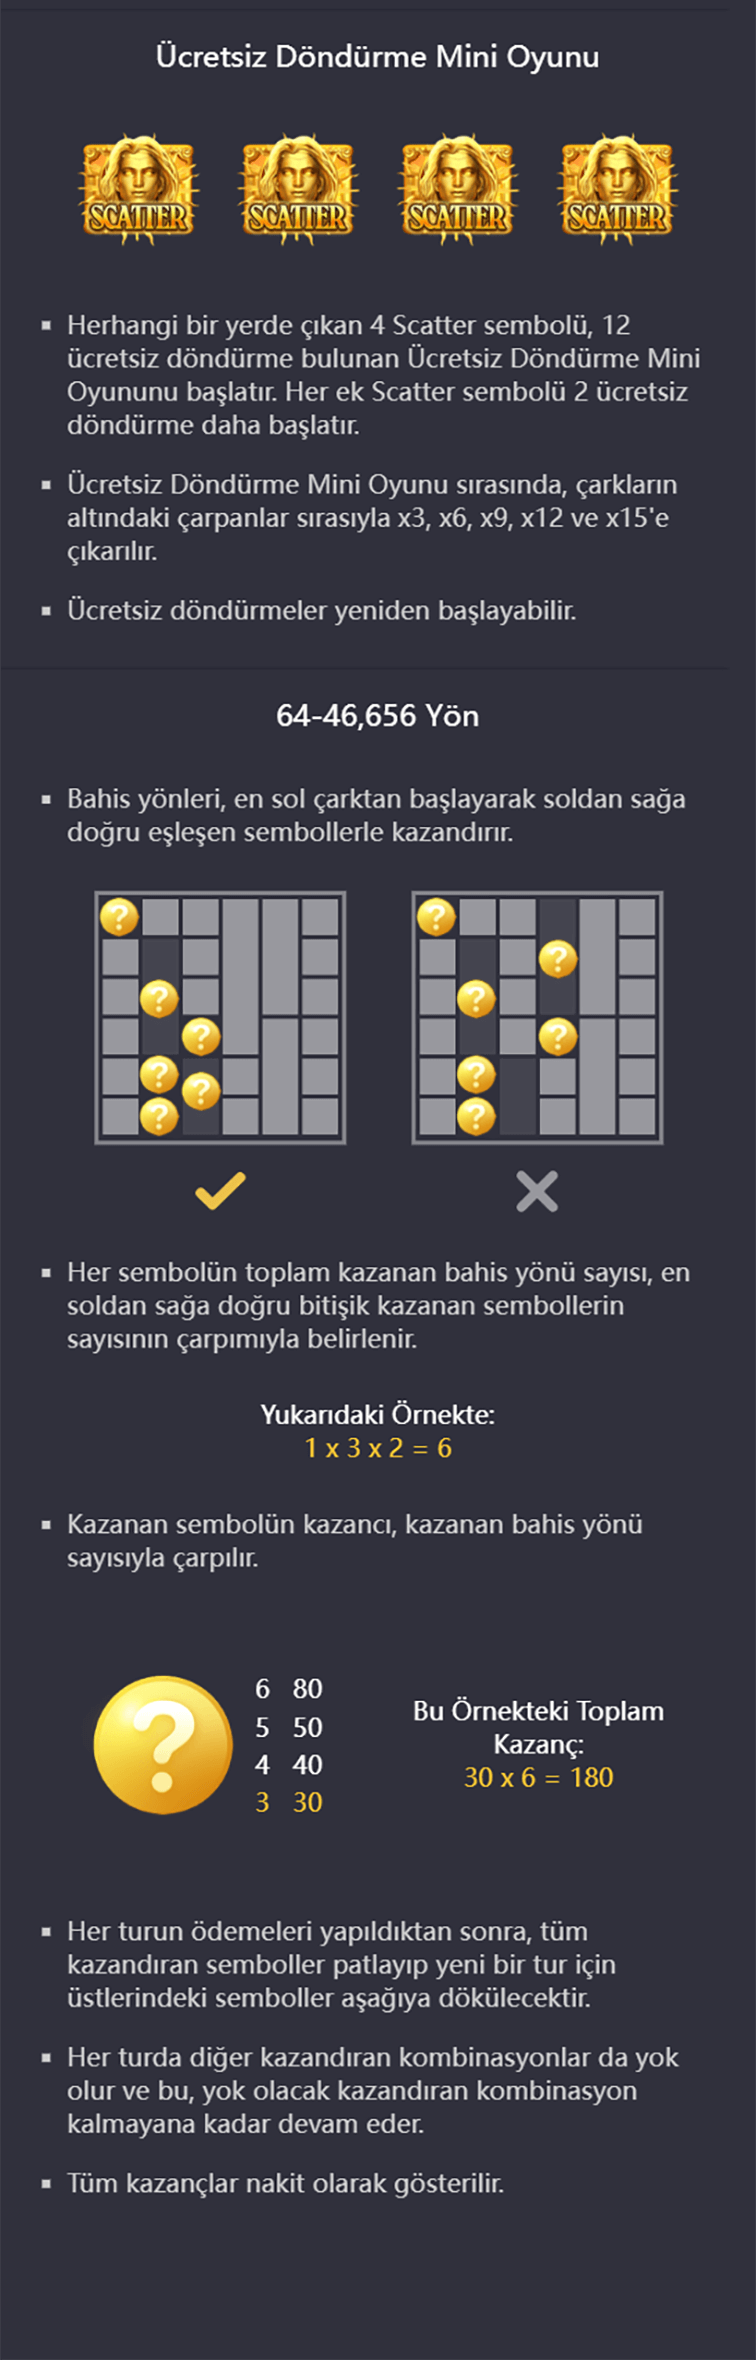 Ücretsiz Döndürme Mini Oyunu
SCATTER SCATTER SCATTER SCATTER
▪ Herhangi bir yerde çıkan 4 Scatter sembolü, 12
ücretsiz döndürme bulunan Ücretsiz Döndürme Mini
Oyununu başlatır. Her ek Scatter sembolü 2 ücretsiz
döndürme daha başlatır.
▪ Ücretsiz Döndürme Mini Oyunu sırasında, çarkların
altındaki çarpanlar sırasıyla x3, x6, x9, x12 ve x15'e
çıkarılır.
▪ Ücretsiz döndürmeler yeniden başlayabilir.
64-46,656 Yön
▪ Bahis yönleri, en sol çarktan başlayarak soldan sağa
doğru eşleşen sembollerle kazandırır.
? ?
?
? ?
? ?
? ? ?
? ?
▪ Her sembolün toplam kazanan bahis yönü sayısı, en
soldan sağa doğru bitişik kazanan sembollerin
sayısının çarpımıyla belirlenir.
Yukarıdaki Örnekte:
1 x 3 x 2 = 6
▪ Kazanan sembolün kazancı, kazanan bahis yönü
sayısıyla çarpılır.
?
6 80
5 50
4 40
3 30
Bu Örnekteki Toplam
Kazanç:
30 x 6 = 180
▪ Her turun ödemeleri yapıldıktan sonra, tüm
kazandıran semboller patlayıp yeni bir tur için
üstlerindeki semboller aşağıya dökülecektir.
▪ Her turda diğer kazandıran kombinasyonlar da yok
olur ve bu, yok olacak kazandıran kombinasyon
kalmayana kadar devam eder.
▪ Tüm kazançlar nakit olarak gösterilir.